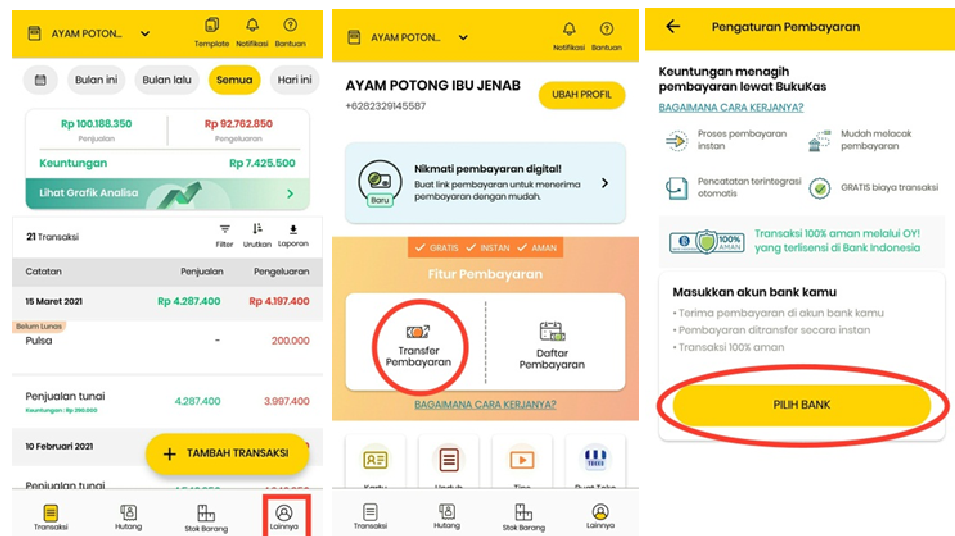 AYAM POTON...
Template
Notifikasi
Bantuan
Bulan ini
Bulan lalu
Semua
Hari ini
Rp 100.188.350
Penjualan
Rp 92.762.850
Pengeluaran
Keuntungan
Rp 7.425.500
Lihat Grafik Analisa
21 Transaksi
Filter
Urutkan
Laporan
Catatan
Penjualan
Pengeluaran
15 Maret 2021
Rp 4.287.400
Rp 4.197.400
Belum Lunas
Pulsa
-
200.000
Penjualan tunai
4.287.400
3.997.400
Keuntungan : Rp 290.000
10 Februari 2021
+ TAMBAH TRANSAKSI
Penjualan tunai
Transaksi
Hutang
Stok Barang
Lainnya
AYAM POTON...
Notifikasi
Bantuan
AYAM POTONG IBU JENAB
+6282329145587
UBAH PROFIL
Baru
Nikmati pembayaran digital!
Buat link pembayaran untuk menerima
pembayaran dengan mudah.
GRATIS
INSTAN
AMAN
Fitur Pembayaran
Transfer
Pembayaran
Daftar
Pembayaran
BAGAIMANA CARA KERJANYA?
Transaksi
Hutang
Stok Barang
Lainnya
Pengaturan Pembayaran
Keuntungan menagih
pembayaran lewat BukuKas
BAGAIMANA CARA KERJANYA?
Proses pembayaran
instan
Mudah melacak
pembayaran
Pencatatan terintegrasi
otomatis
GRATIS biaya transaksi
100%
AMAN
Transaksi 100% aman melalui OY!
yang terlisensi di Bank Indonesia
Masukkan akun bank kamu
• Terima pembayaran di akun bank kamu
• Pembayaran ditransfer secara instan
• Transaksi 100% aman
PILIH BANK